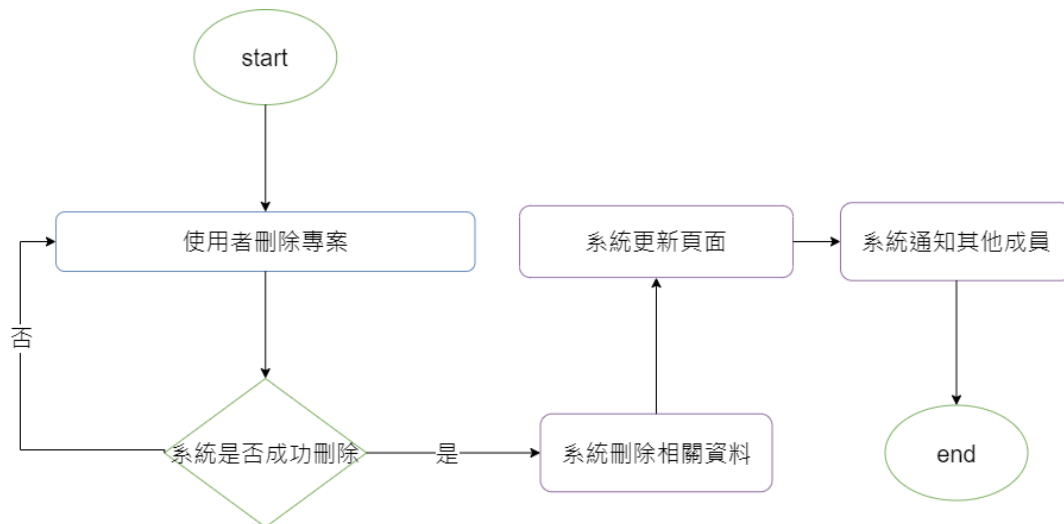 start
使用者刪除專案
否
系統是否成功刪除
是
系統刪除相關資料
系統更新頁面
系統通知其他成員
end